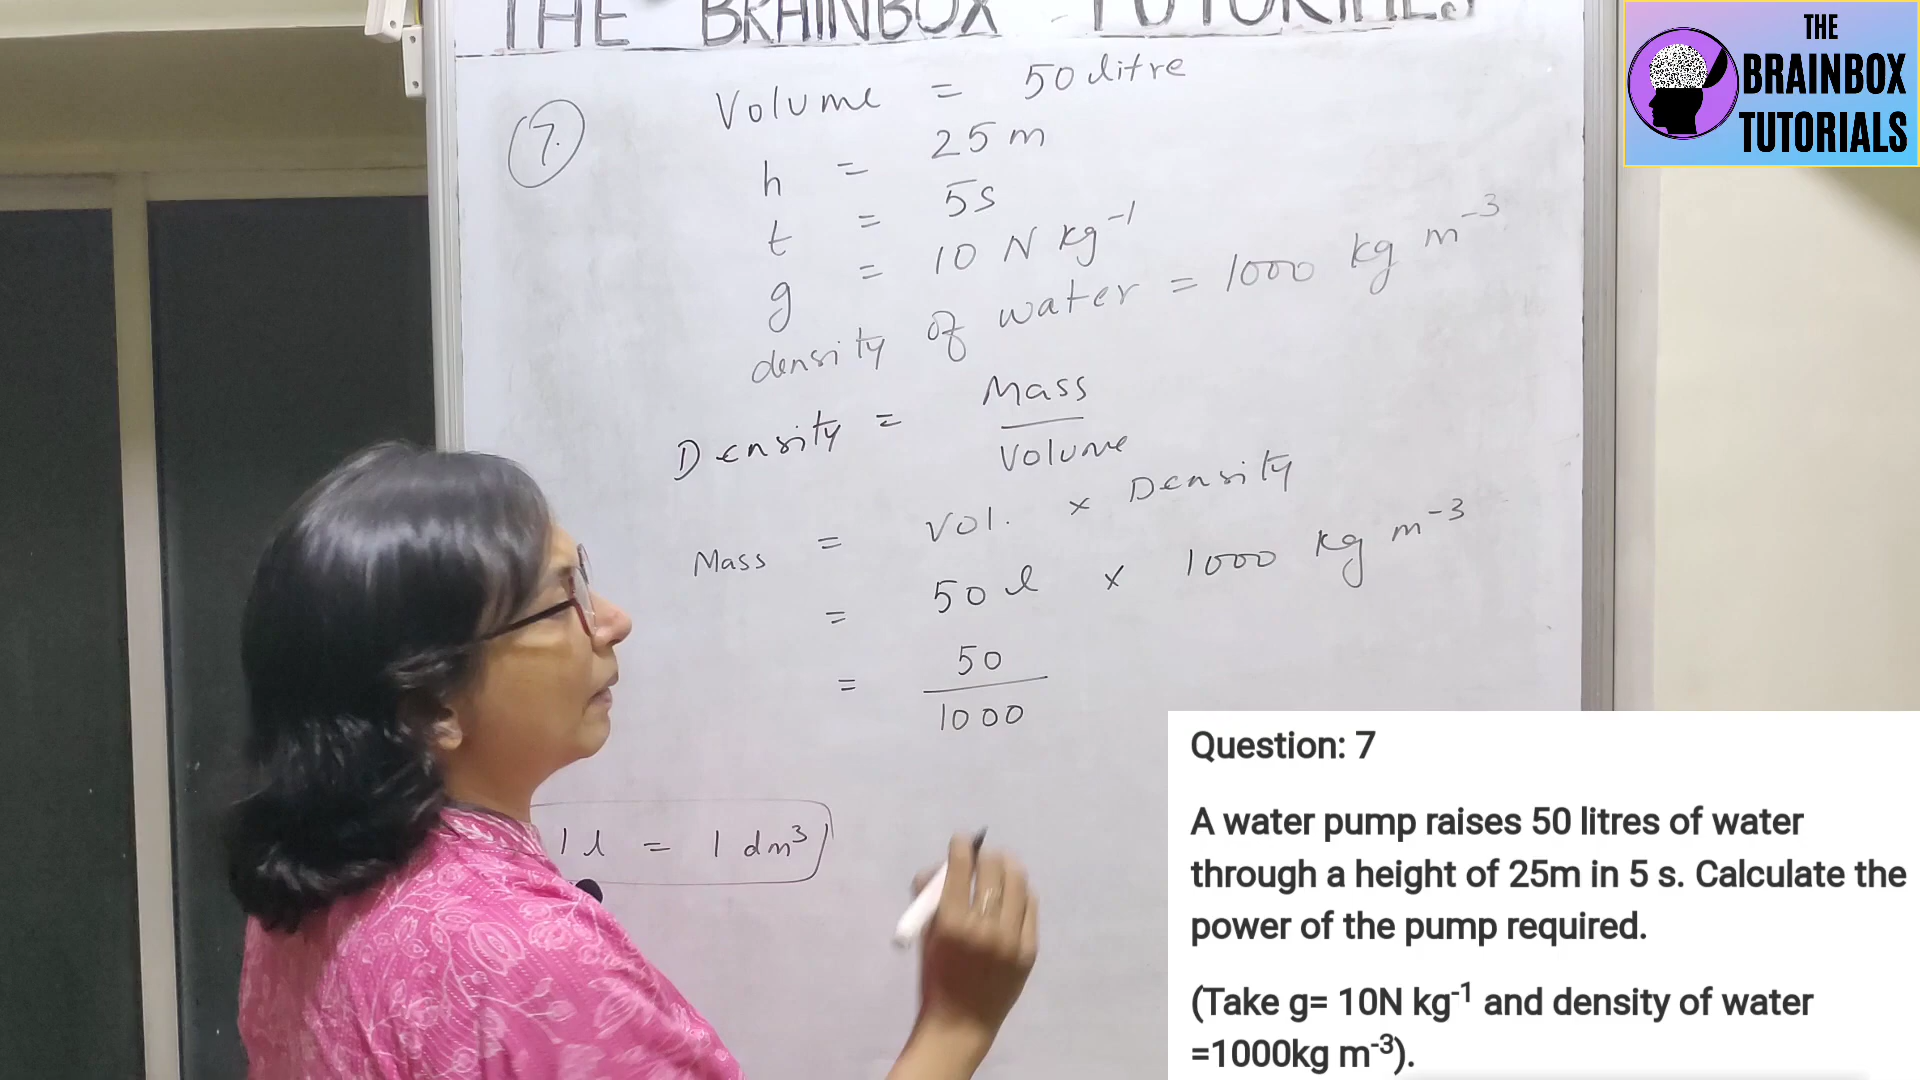 THE BRAINBOX TUTORIALS
7.
Volume = 50 litre
h = 25 m
t = 5s
g = 10 N kg⁻¹
density of water = 1000 kg m⁻³
Density = Mass
Volume
Mass = Vol. × Density
= 50 l × 1000 kg m⁻³
= 50
1000
1 l = 1 dm³
THE
BRAINBOX
TUTORIALS
Question: 7
A water pump raises 50 litres of water
through a height of 25m in 5 s. Calculate the
power of the pump required.
(Take g= 10N kg⁻¹ and density of water
=1000kg m⁻³).